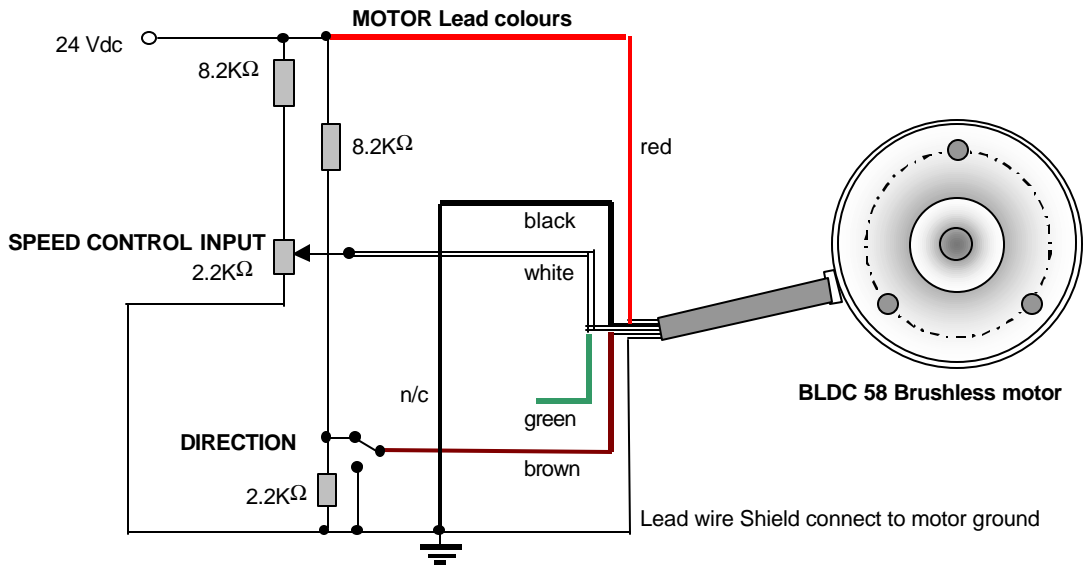 MOTOR Lead colours
24 Vdc
8.2KΩ
8.2KΩ
red
black
SPEED CONTROL INPUT
2.2KΩ
white
BLDC 58 Brushless motor
n/c
green
DIRECTION
brown
2.2KΩ
Lead wire Shield connect to motor ground